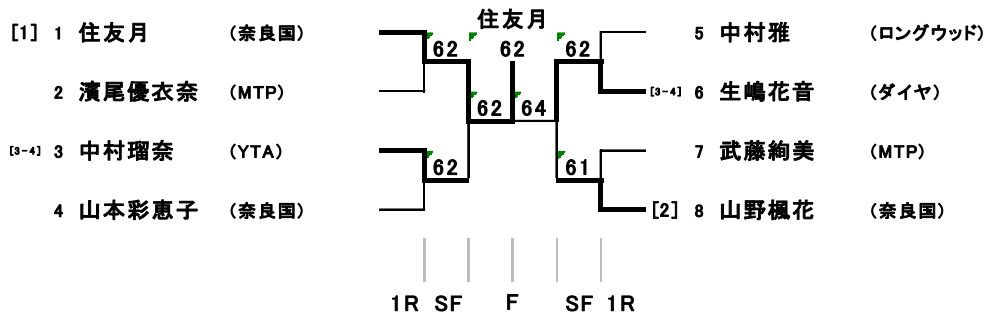 住友月
[1] 1 住友月 (奈良国) 62 62 62 5 中村雅 (ロングウッド)
2 濱尾優衣奈 (MTP) 62 64 [3-4] 6 生嶋花音 (ダイヤ)
[3-4] 3 中村瑠奈 (YTA) 62 61 7 武藤絢美 (MTP)
4 山本彩恵子 (奈良国) [2] 8 山野楓花 (奈良国)
1R SF F SF 1R